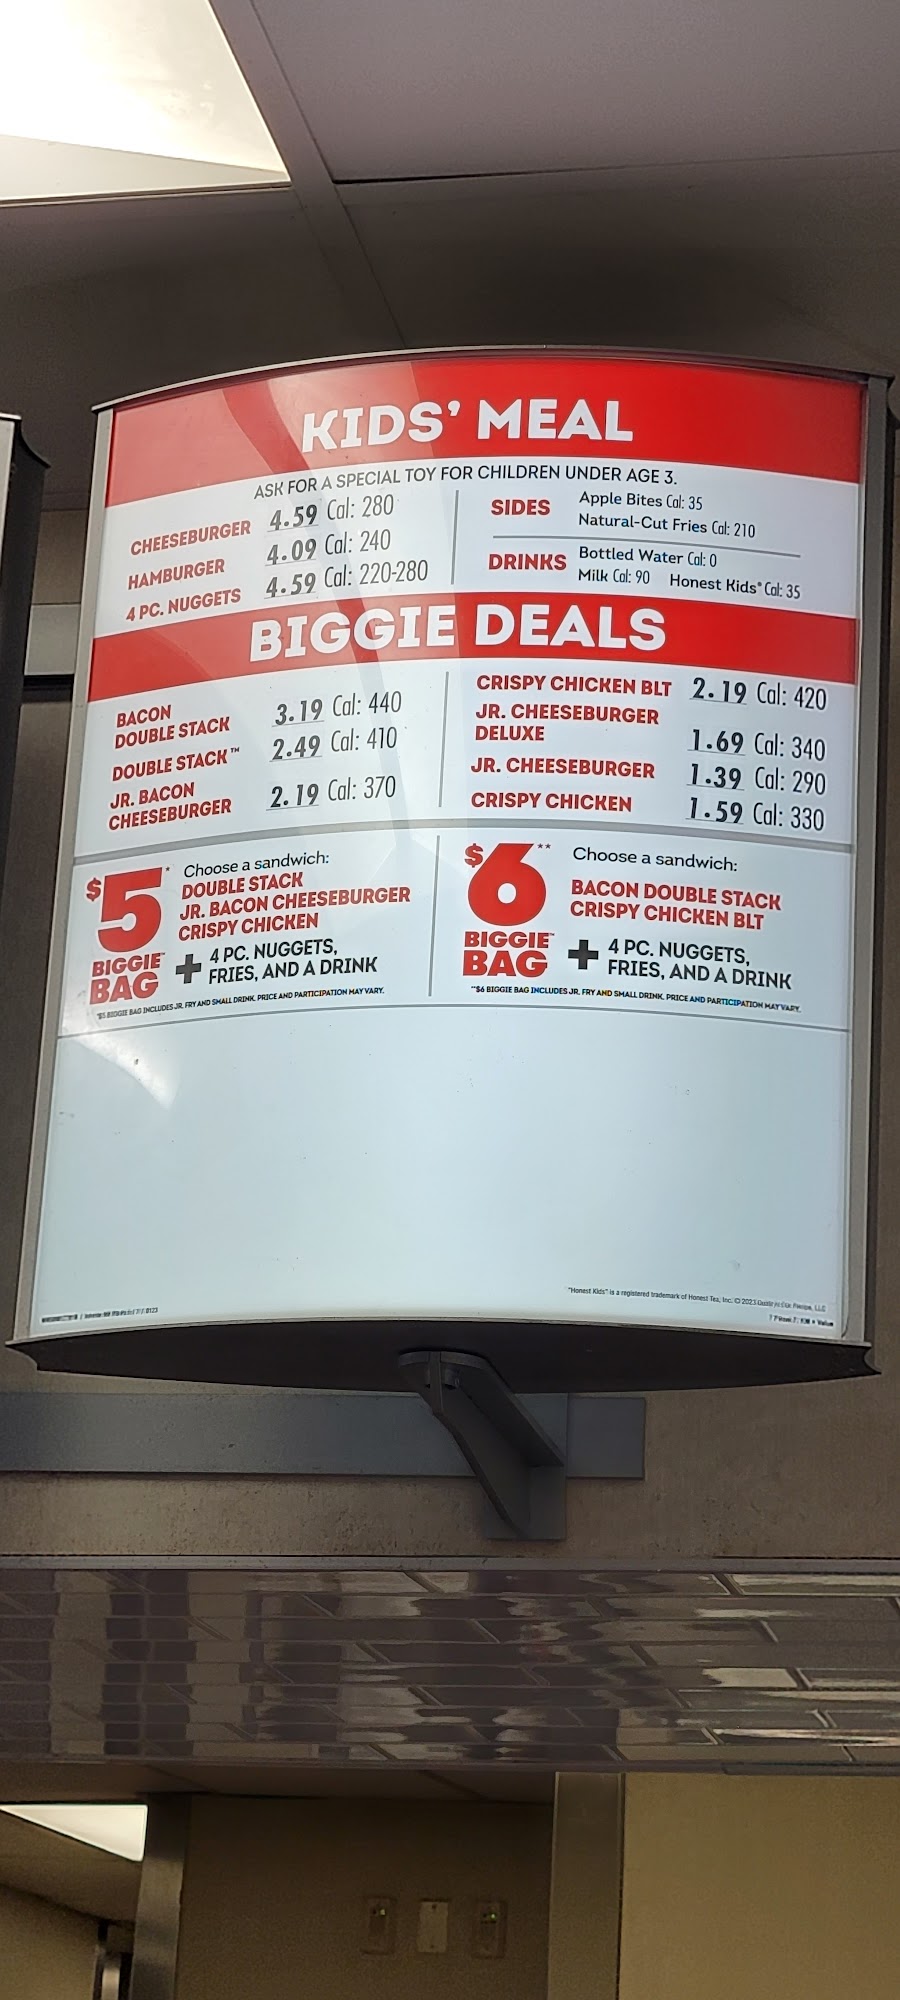 KIDS' MEAL
ASK FOR A SPECIAL TOY FOR CHILDREN UNDER AGE 3.
CHEESEBURGER 4.59 Cal: 280
HAMBURGER 4.09 Cal: 240
4 PC. NUGGETS 4.59 Cal: 220-280
SIDES Apple Bites Cal: 35
Natural-Cut Fries Cal: 210
DRINKS Bottled Water Cal: 0
Milk Cal: 90 Honest Kids® Cal: 35
BIGGIE DEALS
BACON
DOUBLE STACK 3.19 Cal: 440
DOUBLE STACK™ 2.49 Cal: 410
JR. BACON
CHEESEBURGER 2.19 Cal: 370
CRISPY CHICKEN BLT 2.19 Cal: 420
JR. CHEESEBURGER
DELUXE 1.69 Cal: 340
JR. CHEESEBURGER 1.39 Cal: 290
CRISPY CHICKEN 1.59 Cal: 330
$5* BIGGIE™
BAG
Choose a sandwich:
DOUBLE STACK
JR. BACON CHEESEBURGER
CRISPY CHICKEN
+ 4 PC. NUGGETS,
FRIES, AND A DRINK
*$5 BIGGIE BAG INCLUDES JR. FRY AND SMALL DRINK. PRICE AND PARTICIPATION MAY VARY.
$6** BIGGIE™
BAG
Choose a sandwich:
BACON DOUBLE STACK
CRISPY CHICKEN BLT
+ 4 PC. NUGGETS,
FRIES, AND A DRINK
**$6 BIGGIE BAG INCLUDES JR. FRY AND SMALL DRINK. PRICE AND PARTICIPATION MAY VARY.
"Honest Kids" is a registered trademark of Honest Tea, Inc. © 2023 LLC